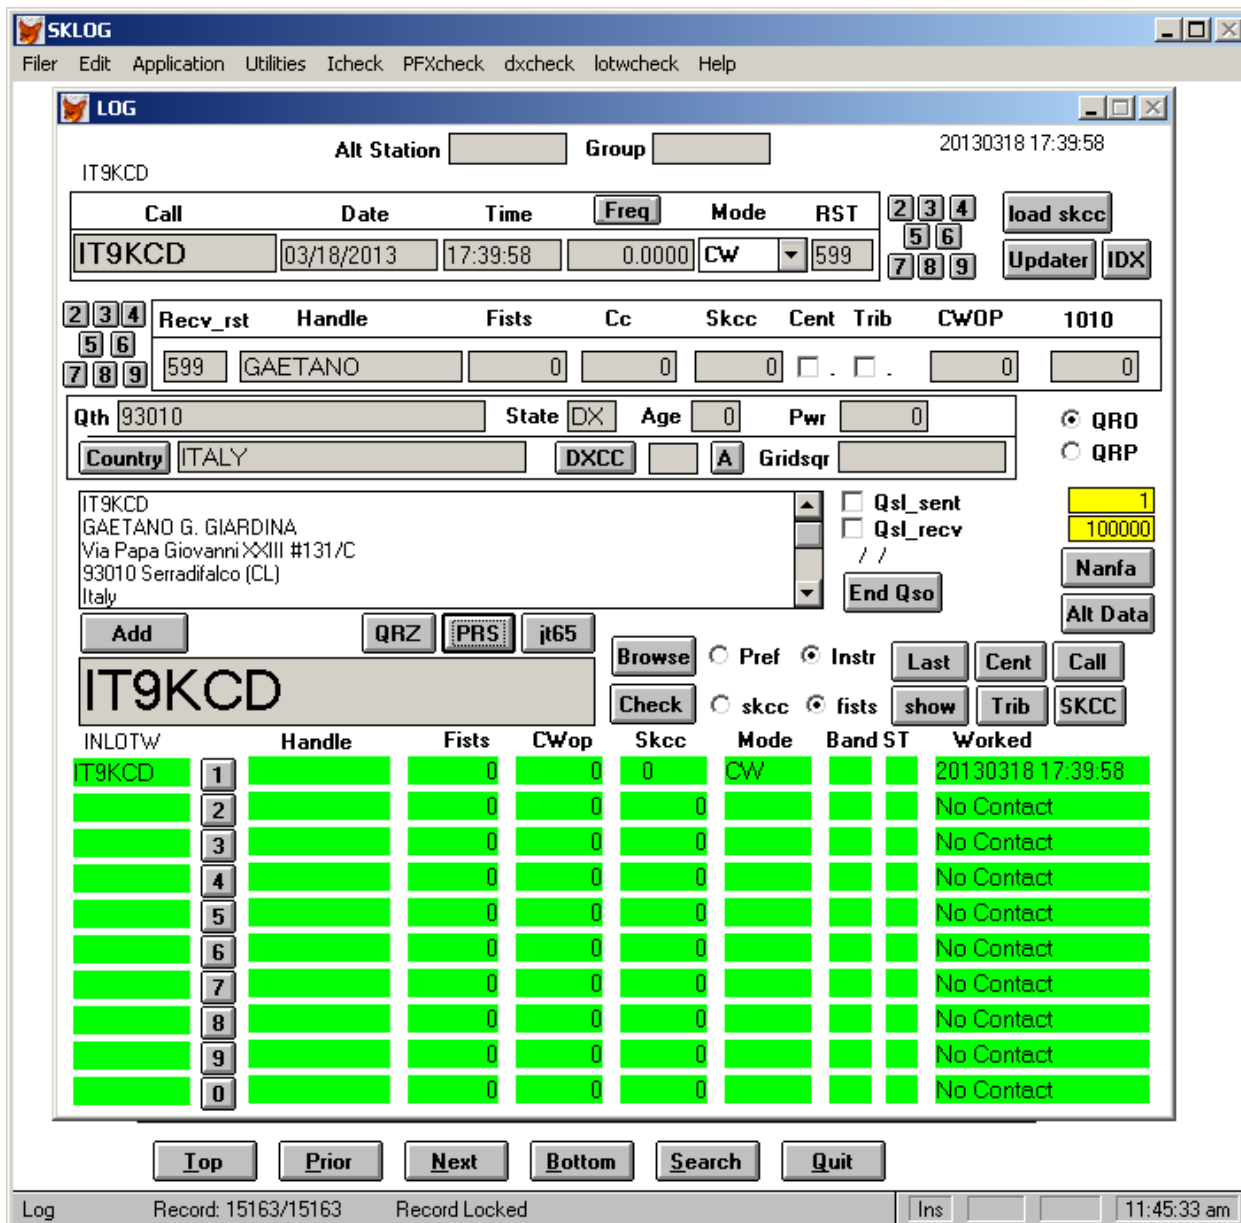 SKLOG
Filer Edit Application Utilities Icheck PFXcheck dxcheck lotwcheck Help
LOG
Alt Station Group 20130318 17:39:58
IT9KCD
Call Date Time Freq Mode RST 2 3 4 load skcc
5 6
IT9KCD 03/18/2013 17:39:58 0.0000 CW 599 7 8 9 Updater IDX
2 3 4 Recv_rst Handle Fists Cc Skcc Cent Trib CWOP 1010
5 6
7 8 9 599 GAETANO 0 0 0 . . 0 0
Qth 93010 State DX Age 0 Pwr 0 QRO
Country ITALY DXCC A Gridsqr QRP
IT9KCD Qsl_sent 1
GAETANO G. GIARDINA Qsl_recv 100000
Via Papa Giovanni XXIII #131/C / /
93010 Serradifalco (CL) End Qso Nanfa
Italy
Add QRZ PRS jt65 Alt Data
Browse Pref Instr Last Cent Call
IT9KCD Check skcc fists show Trib SKCC
INLOTW Handle Fists CWop Skcc Mode Band ST Worked
IT9KCD 1 0 0 0 CW 20130318 17:39:58
2 0 0 0 No Contact
3 0 0 0 No Contact
4 0 0 0 No Contact
5 0 0 0 No Contact
6 0 0 0 No Contact
7 0 0 0 No Contact
8 0 0 0 No Contact
9 0 0 0 No Contact
0 0 0 0 No Contact
Top Prior Next Bottom Search Quit
Log Record: 15163/15163 Record Locked Ins 11:45:33 am